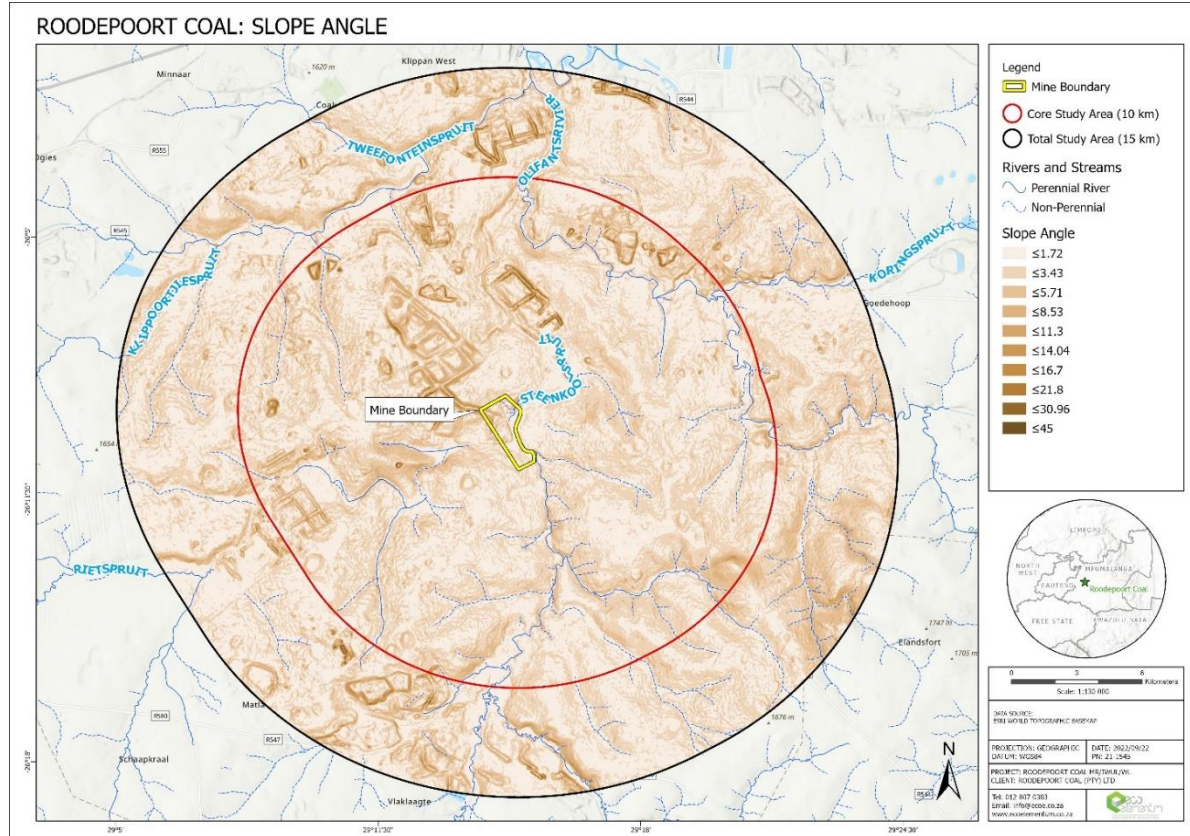 ROODEPOORT COAL: SLOPE ANGLE
Minnaar
1620 m
Klippan West
R544
R555
Ogies
TWEEFONTEINSPRUIT
OLIFANTSRIVIER
R545
-26°5'
KORINGSPRUIT
Goedehoop
STEENKOOLSPRUIT
Mine Boundary
1654
-26°11'30"
RIETSPRUIT
1747 m
Elandsfort
1705 m
1676 m
Matla
R580
R547
Schaapkraal
-26°18'
Vlaklaagte
29°5'
29°11'30"
29°18'
29°24'30"
N
Legend
Mine Boundary
Core Study Area (10 km)
Total Study Area (15 km)
Rivers and Streams
Perennial River
Non-Perennial
Slope Angle
≤1.72
≤3.43
≤5.71
≤8.53
≤11.3
≤14.04
≤16.7
≤21.8
≤30.96
≤45
LIMPOPO
NORTH WEST
MPUMALANGA
GAUTENG
Roodepoort Coal
FREE STATE
KWAZULU-NATAL
0 3 6
Kilometers
Scale: 1:130 000
DATA SOURCE:
ESRI WORLD TOPOGRAPHIC BASEMAP
PROJECTION: GEOGRAPHIC
DATUM: WGS84
DATE: 2022/09/22
PN: 21-1545
PROJECT: ROODEPOORT COAL MR/IWUL/WL
CLIENT: ROODEPOORT COAL (PTY) LTD
Tel: 012 807 0383
Email: info@ecoe.co.za
www.ecoelementum.co.za
eco elementum